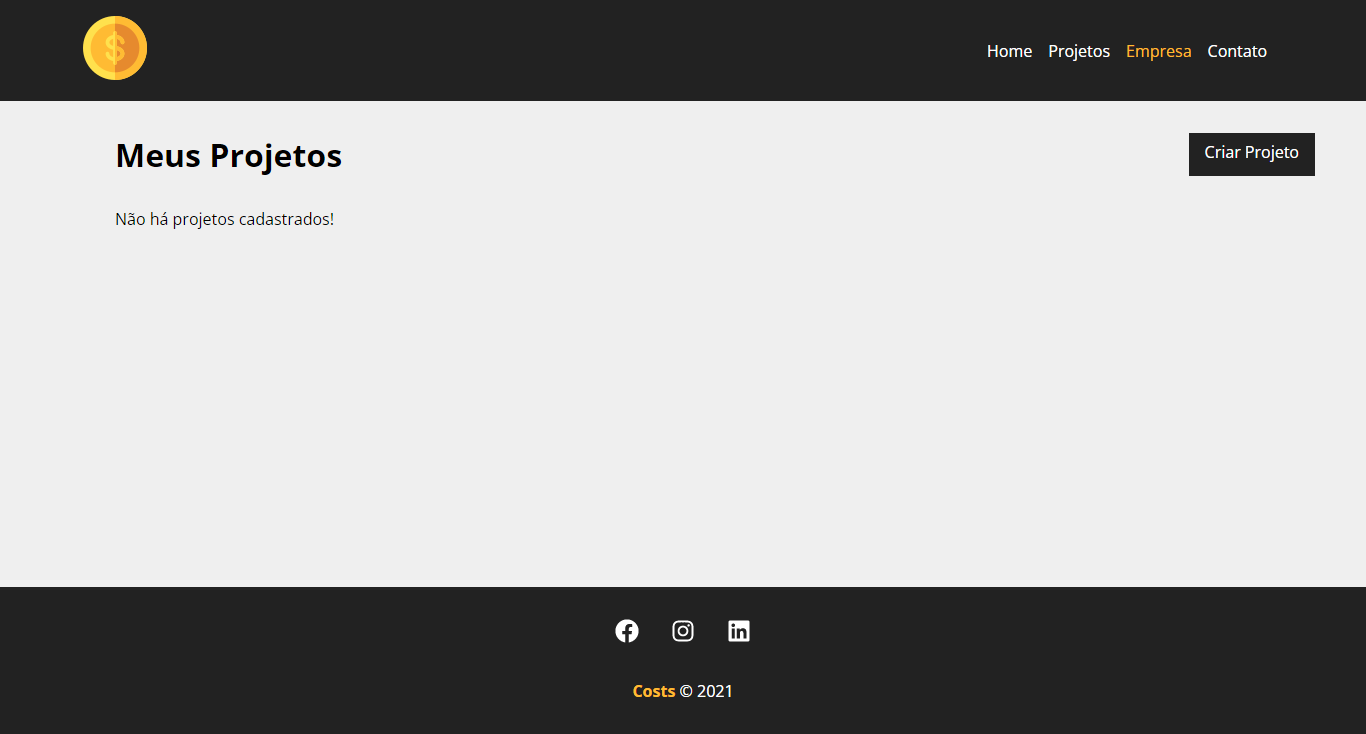 $
Home Projetos Empresa Contato
Meus Projetos
Criar Projeto
Não há projetos cadastrados!
Costs © 2021